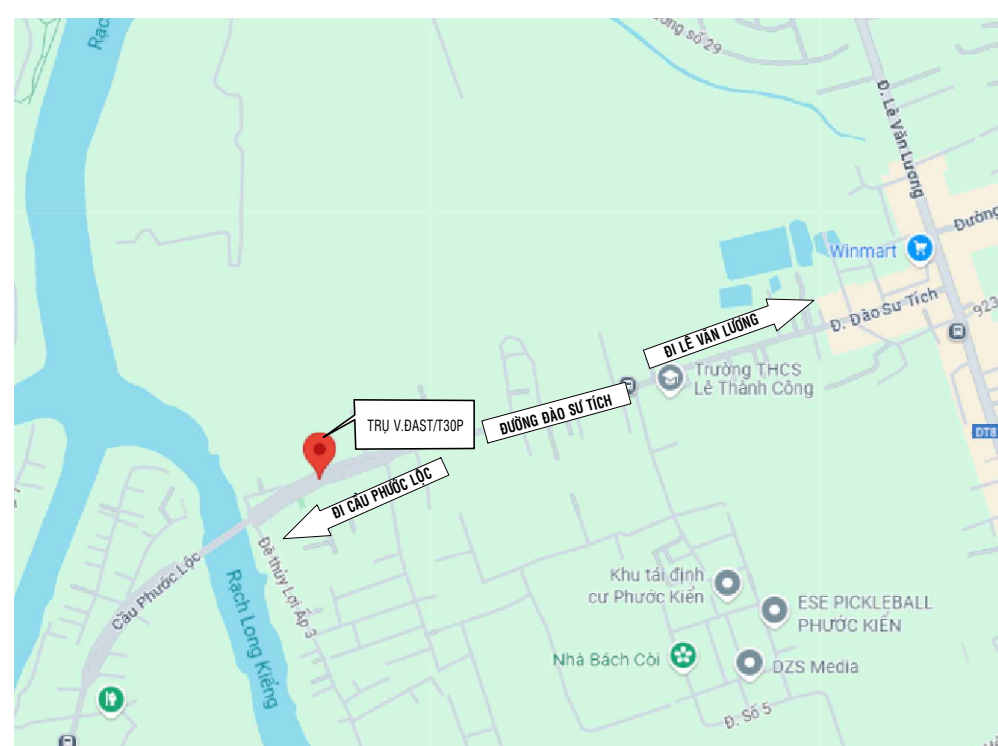 Rạc
ờng số 29
Đ. Lê Văn Lương
Đường
Winmart
Đ. Đào Sư Tích
923
ĐI LÊ VĂN LƯƠNG
Trường THCS
Lê Thành Công
ĐƯỜNG ĐÀO SƯ TÍCH
TRỤ V.ĐAST/T30P
ĐT8
ĐI CẦU PHƯỚC LỘC
Cầu Phước Lộc
Đê thủy Lợi Ấp 3
Rạch Long Kiểng
Khu tái định
cư Phước Kiển
ESE PICKLEBALL
PHƯỚC KIỂN
Nhà Bách Còi
DZS Media
Đ. Số 5